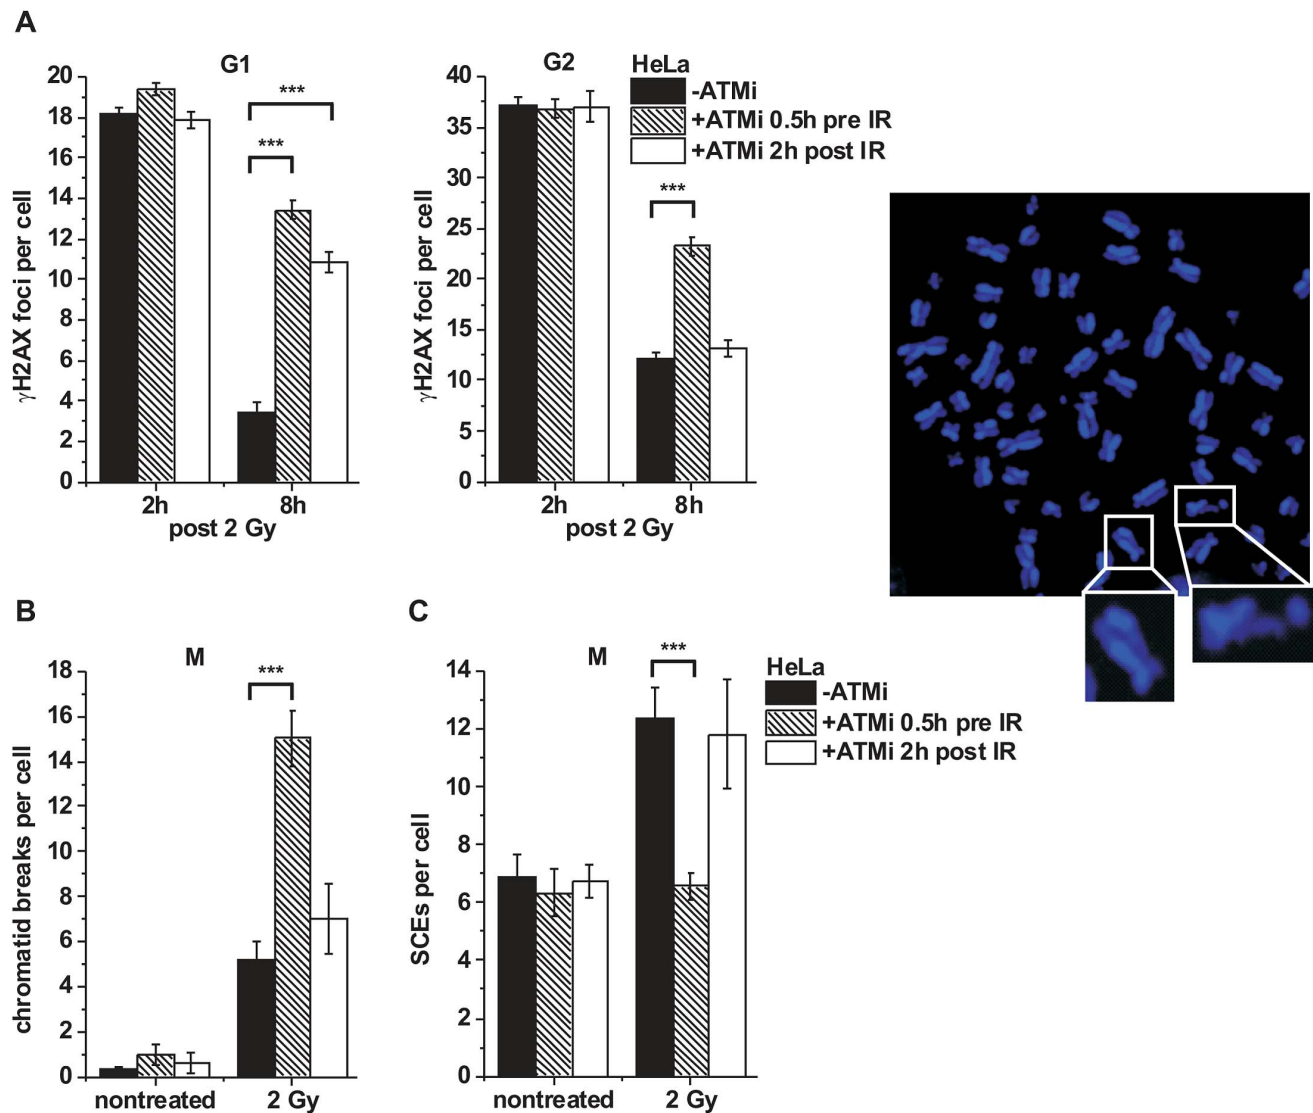 A
G1
20
18
16
14
12
10
8
6
4
2
0
γH2AX foci per cell
***
***
2h 8h
post 2 Gy
G2
40
35
30
25
20
15
10
5
0
γH2AX foci per cell
***
2h 8h
post 2 Gy
HeLa
-ATMi
+ATMi 0.5h pre IR
+ATMi 2h post IR
B
M
18
16
14
12
10
8
6
4
2
0
chromatid breaks per cell
***
nontreated 2 Gy
C
M
14
12
10
8
6
4
2
0
SCEs per cell
***
nontreated 2 Gy
HeLa
-ATMi
+ATMi 0.5h pre IR
+ATMi 2h post IR